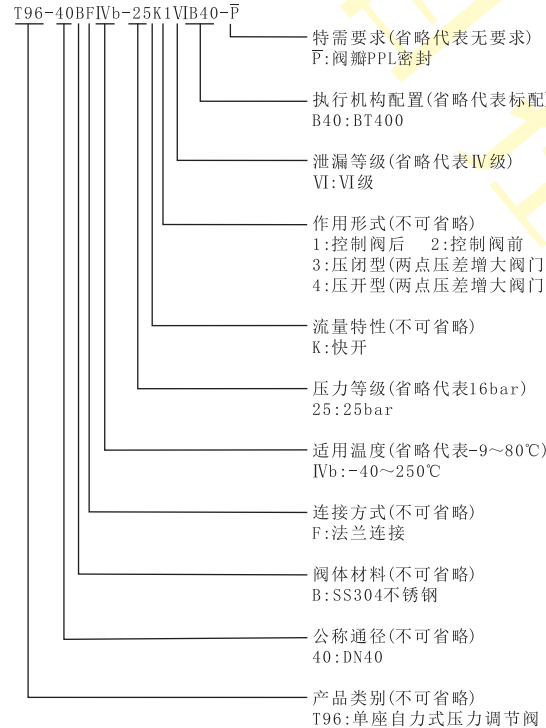 T96-40BFⅣb-25K1ⅥB40-P̅
特需要求(省略代表无要求)
P̅:阀瓣PPL密封
执行机构配置(省略代表标配
B40:BT400
泄漏等级(省略代表Ⅳ级)
Ⅵ:Ⅵ级
作用形式(不可省略)
1:控制阀后 2:控制阀前
3:压闭型(两点压差增大阀门
4:压开型(两点压差增大阀门
流量特性(不可省略)
K:快开
压力等级(省略代表16bar)
25:25bar
适用温度(省略代表-9～80℃)
Ⅳb:-40～250℃
连接方式(不可省略)
F:法兰连接
阀体材料(不可省略)
B:SS304不锈钢
公称通径(不可省略)
40:DN40
产品类别(不可省略)
T96:单座自力式压力调节阀